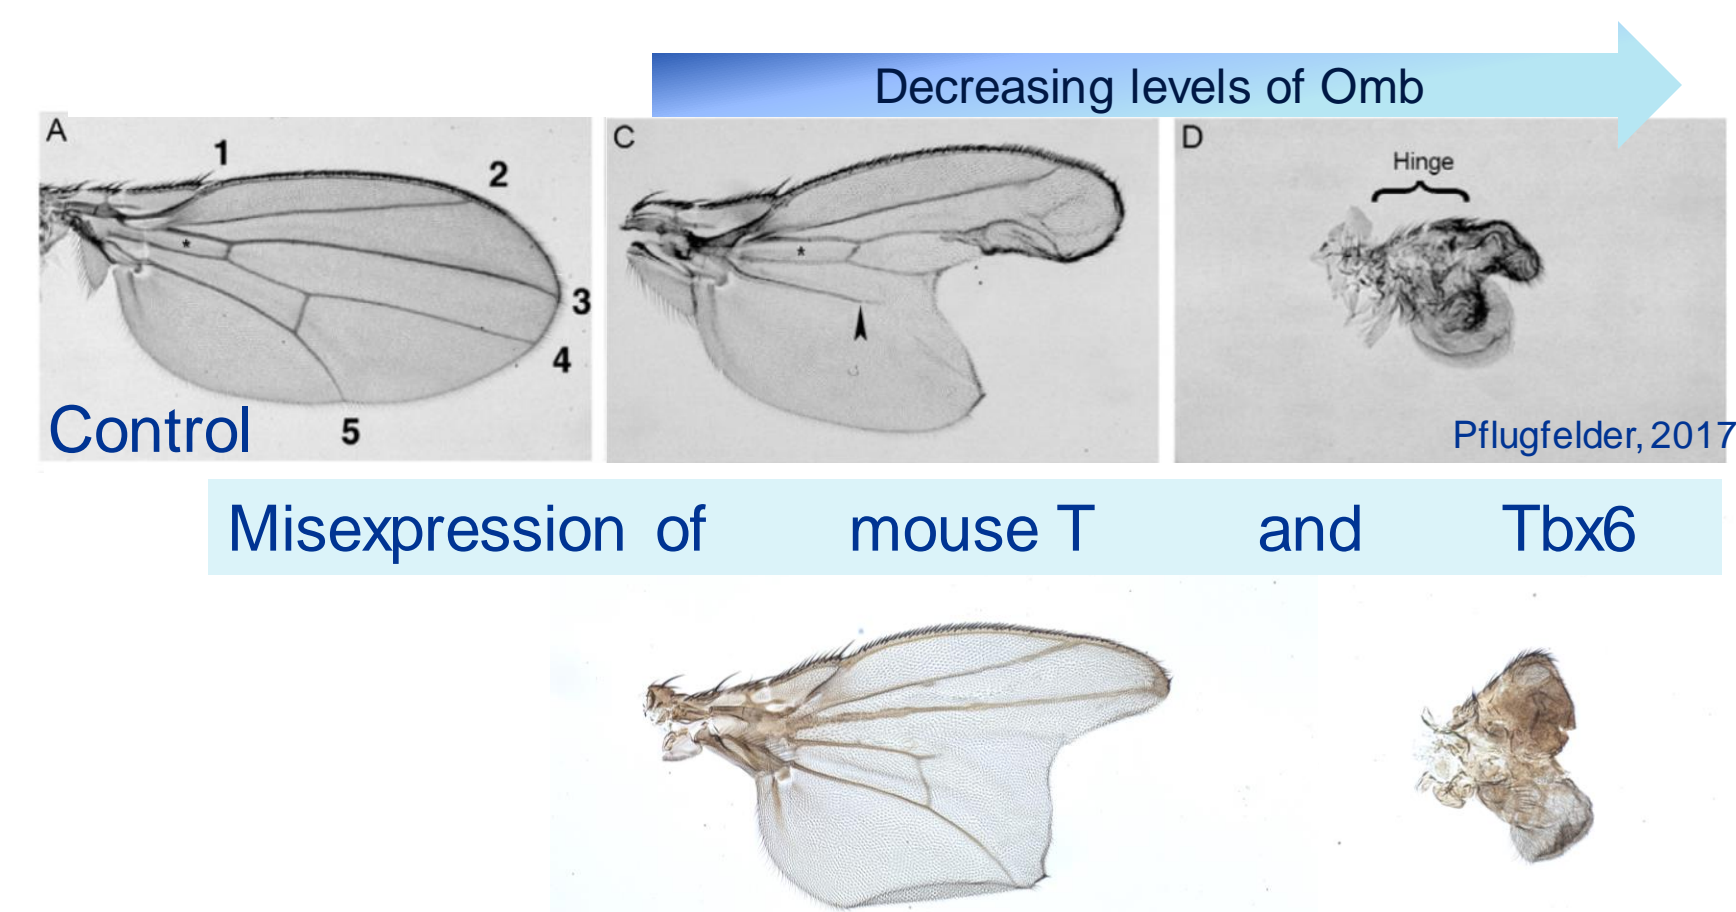 Decreasing levels of Omb
A
1
2
3
4
5
*
Control
C
*
D
Hinge
Pflugfelder, 2017
Misexpression of mouse T and Tbx6